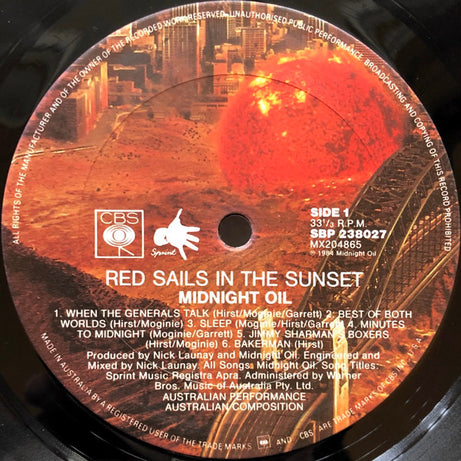 ALL RIGHTS OF THE MANUFACTURER AND OF THE OWNER OF THE RECORDED WORK RESERVED. UNAUTHORISED PUBLIC PERFORMANCE, BROADCASTING AND COPYING OF THIS RECORD PROHIBITED
CBS
Sprint
SIDE 1
33⅓ R.P.M.
SBP 238027
MX204865
℗ 1984 Midnight Oil
RED SAILS IN THE SUNSET
MIDNIGHT OIL
1. WHEN THE GENERALS TALK (Hirst/Moginie/Garrett) 2. BEST OF BOTH
WORLDS (Hirst/Moginie) 3. SLEEP (Moginie/Hirst/Garrett) 4. MINUTES
TO MIDNIGHT (Moginie/Garrett) 5. JIMMY SHARMAN'S BOXERS
(Hirst/Moginie) 6. BAKERMAN (Hirst)
Produced by Nick Launay and Midnight Oil. Engineered and
Mixed by Nick Launay. All Songs: Midnight Oil. Song Titles:
Sprint Music Registra Apra. Administered by Warner
Bros. Music of Australia Pty. Ltd.
AUSTRALIAN PERFORMANCE
AUSTRALIAN COMPOSITION
MADE IN AUSTRALIA BY A REGISTERED USER OF THE TRADE MARKS AND CBS ARE TRADE MARKS OF CBS INC. U.S.A.